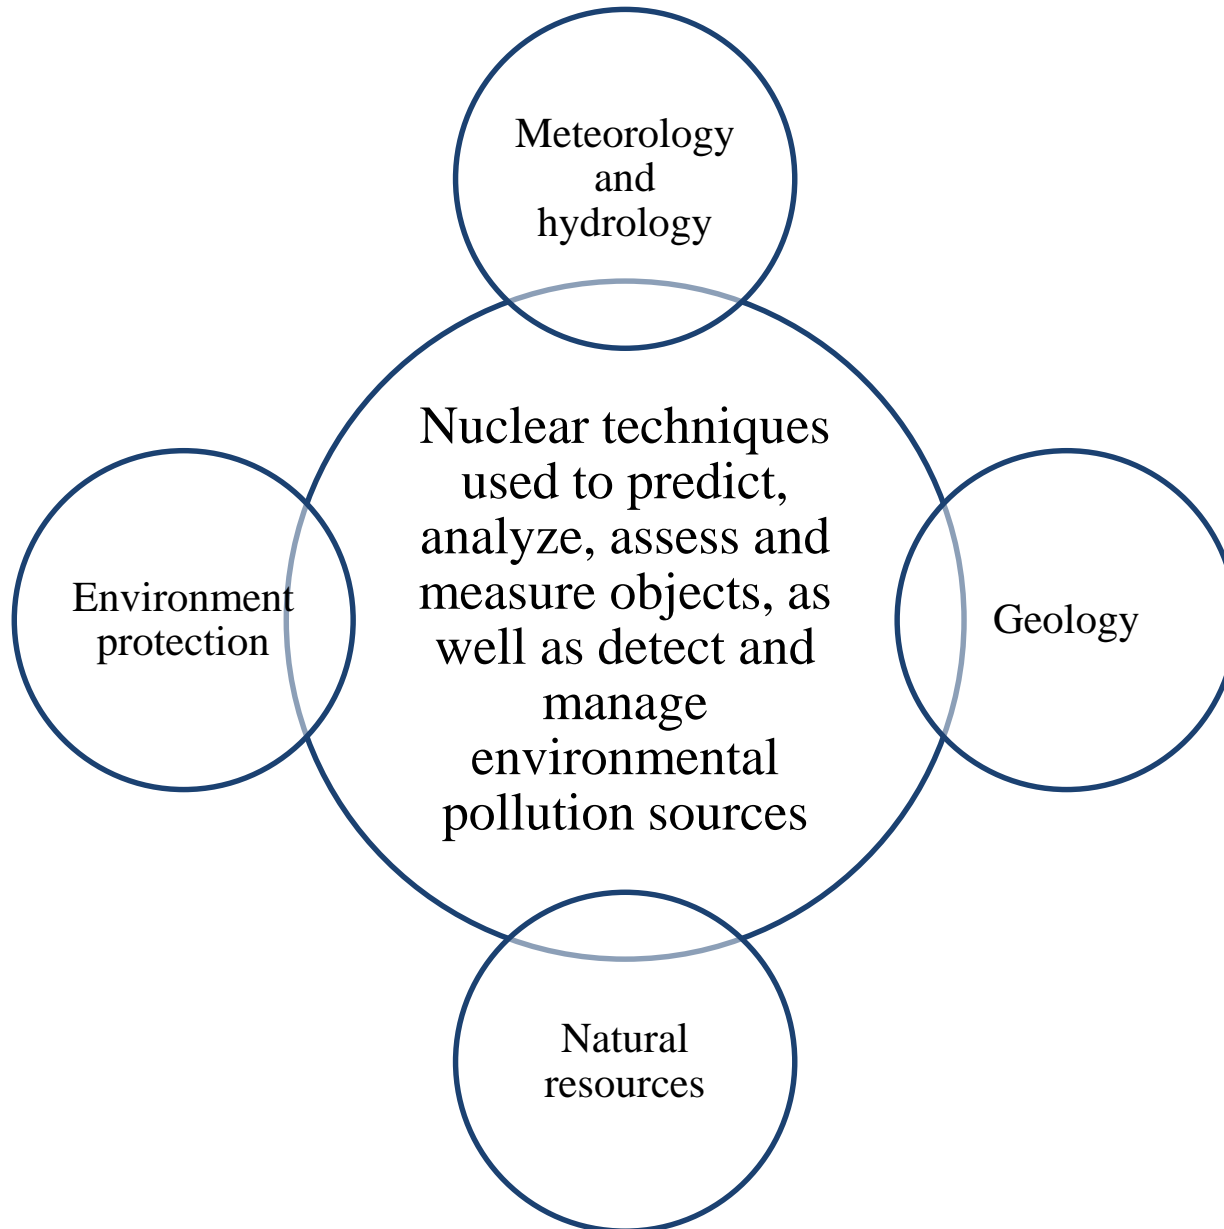 Meteorology
and
hydrology
Nuclear techniques
used to predict,
analyze, assess and
measure objects, as
well as detect and
manage
environmental
pollution sources
Environment
protection
Geology
Natural
resources